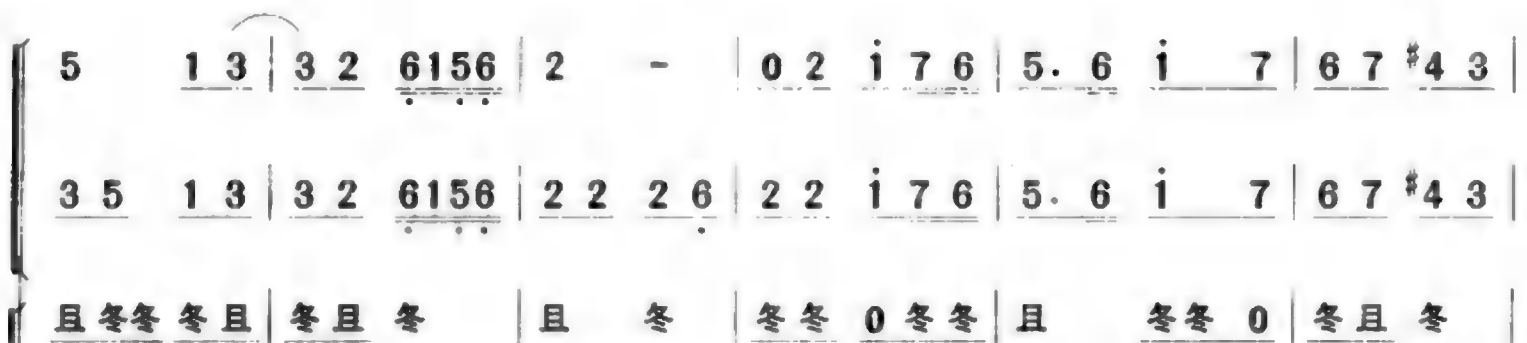 5 1 3 | 3 2 6156 | 2 - | 0 2 i 7 6 | 5. 6 i 7 | 6 7 #4 3 |
3 5 1 3 | 3 2 6156 | 2 2 2 6 | 2 2 i 7 6 | 5. 6 i 7 | 6 7 #4 3 |
且 冬冬 冬 且 | 冬 且 冬 | 且 冬 | 冬 冬 0 冬冬 | 且 冬冬 0 | 冬 且 冬